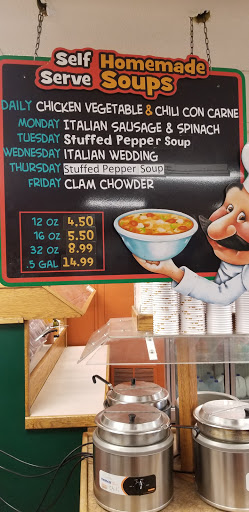 Self Serve Homemade Soups
DAILY CHICKEN VEGETABLE & CHILI CON CARNE
MONDAY ITALIAN SAUSAGE & SPINACH
TUESDAY Stuffed Pepper Soup
WEDNESDAY ITALIAN WEDDING
THURSDAY Stuffed Pepper Soup
FRIDAY CLAM CHOWDER
12 OZ 4.50
16 OZ 5.50
32 OZ 8.99
.5 GAL 14.99